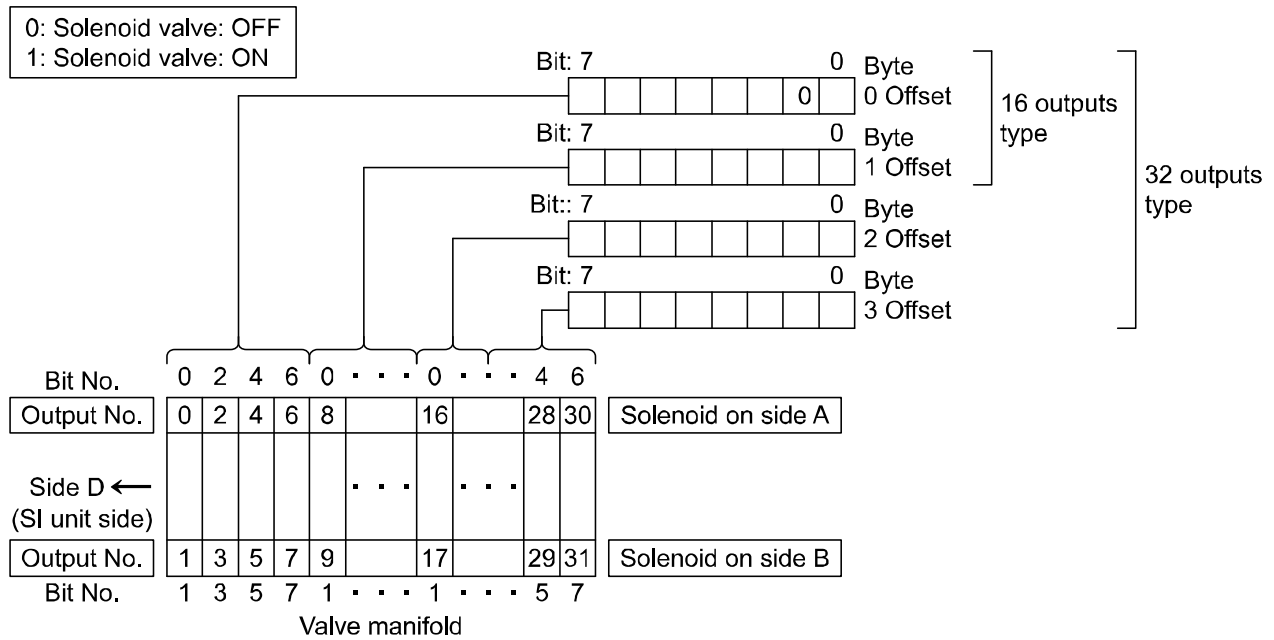 0: Solenoid valve: OFF
1: Solenoid valve: ON
Bit: 7 0 Byte
0 0 Offset
Bit: 7 0 Byte
1 Offset
Bit:: 7 0 Byte
2 Offset
Bit: 7 0 Byte
3 Offset
16 outputs
type
32 outputs
type
Bit No. 0 2 4 6 0 · · · 0 · · · 4 6
Output No. 0 2 4 6 8 16 28 30 Solenoid on side A
Side D ← · · · · · ·
(SI unit side)
Output No. 1 3 5 7 9 17 29 31 Solenoid on side B
Bit No. 1 3 5 7 1 · · · 1 · · · 5 7
Valve manifold